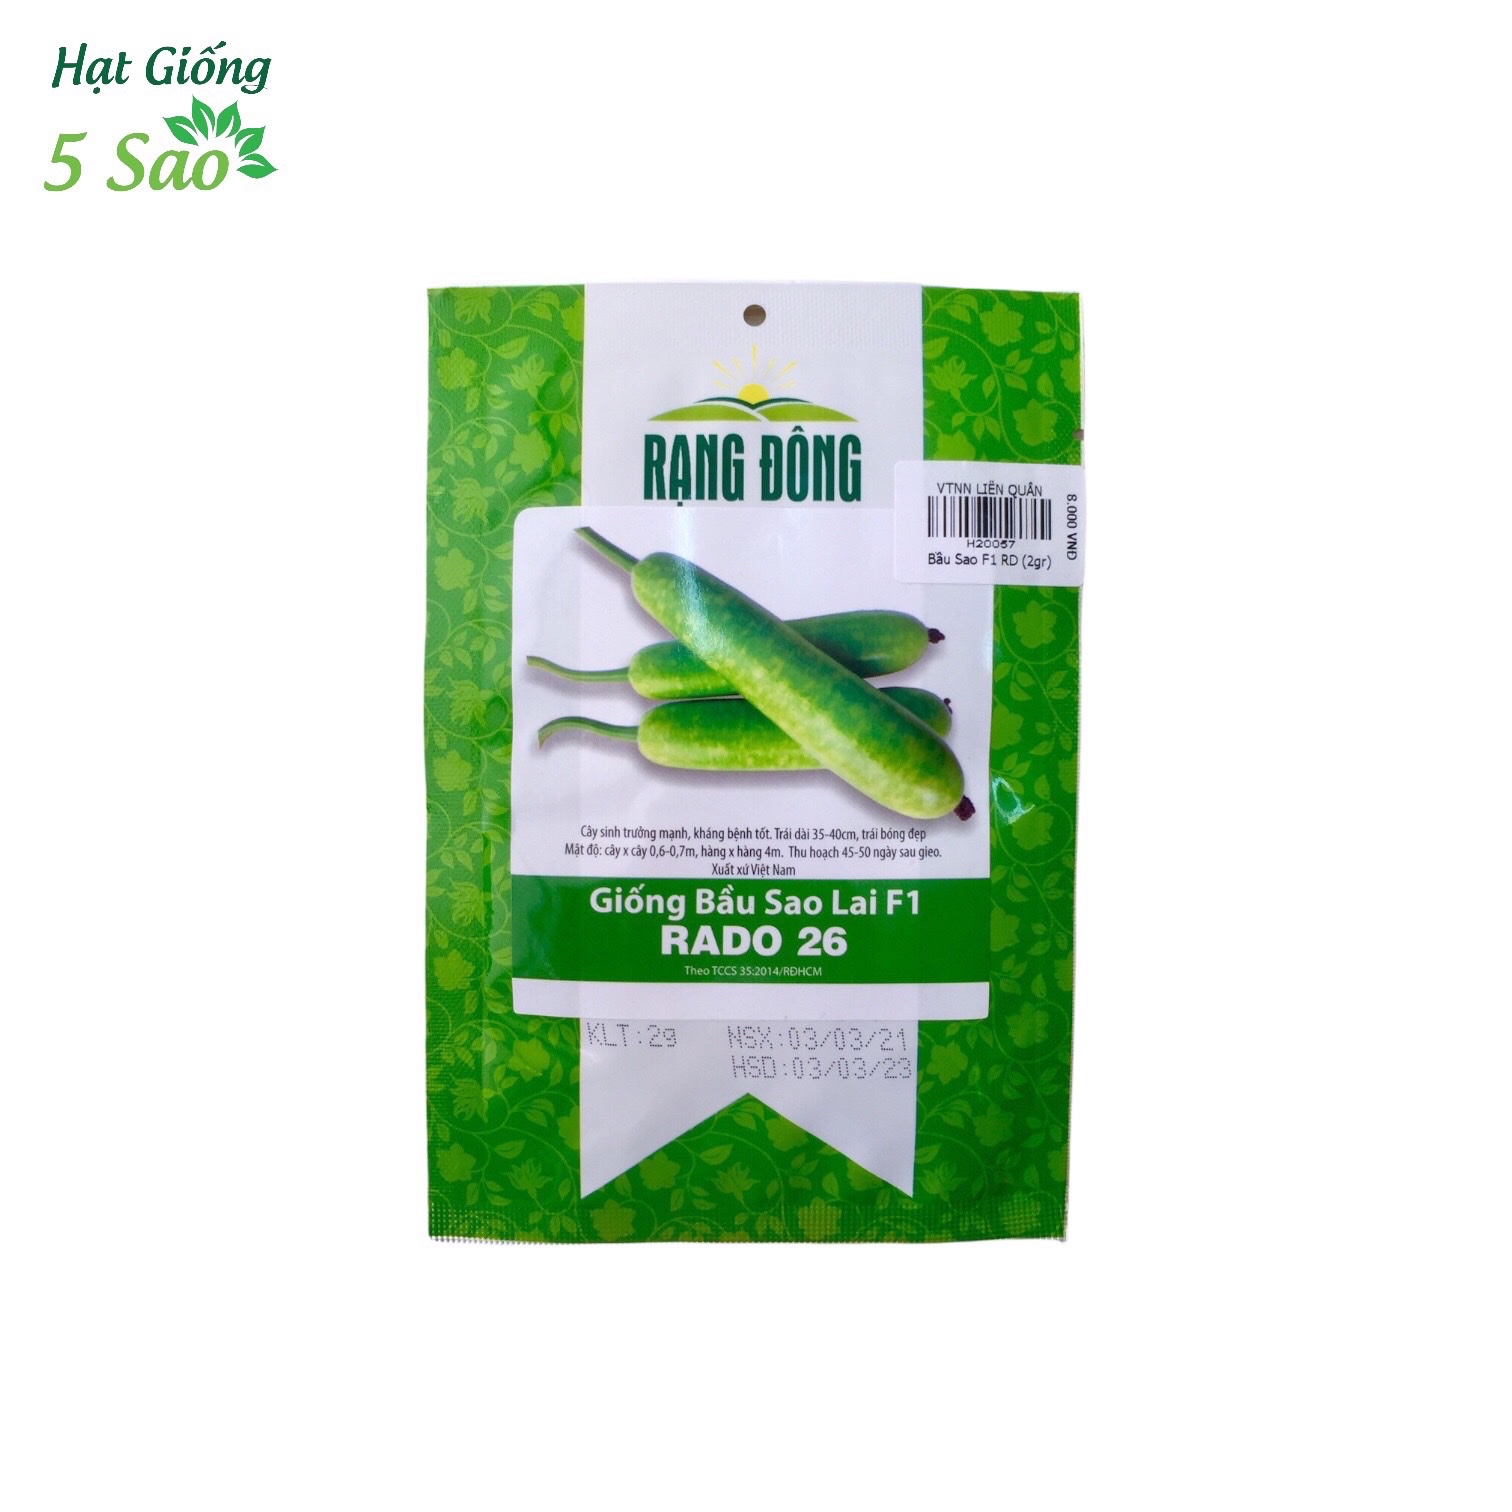 Hạt Giống
5 Sao
RẠNG ĐÔNG
VTNN LIÊN QUÂN
H20057
Bầu Sao F1 RD (2gr)
8.000 VND
Cây sinh trưởng mạnh, kháng bệnh tốt. Trái dài 35-40cm, trái bóng đẹp
Mật độ: cây x cây 0,6-0,7m, hàng x hàng 4m. Thu hoạch 45-50 ngày sau gieo.
Xuất xứ Việt Nam
Giống Bầu Sao Lai F1
RADO 26
Theo TCCS 35:2014/RĐHCM
KLT:2g NSX:03/03/21
HSD:03/03/23